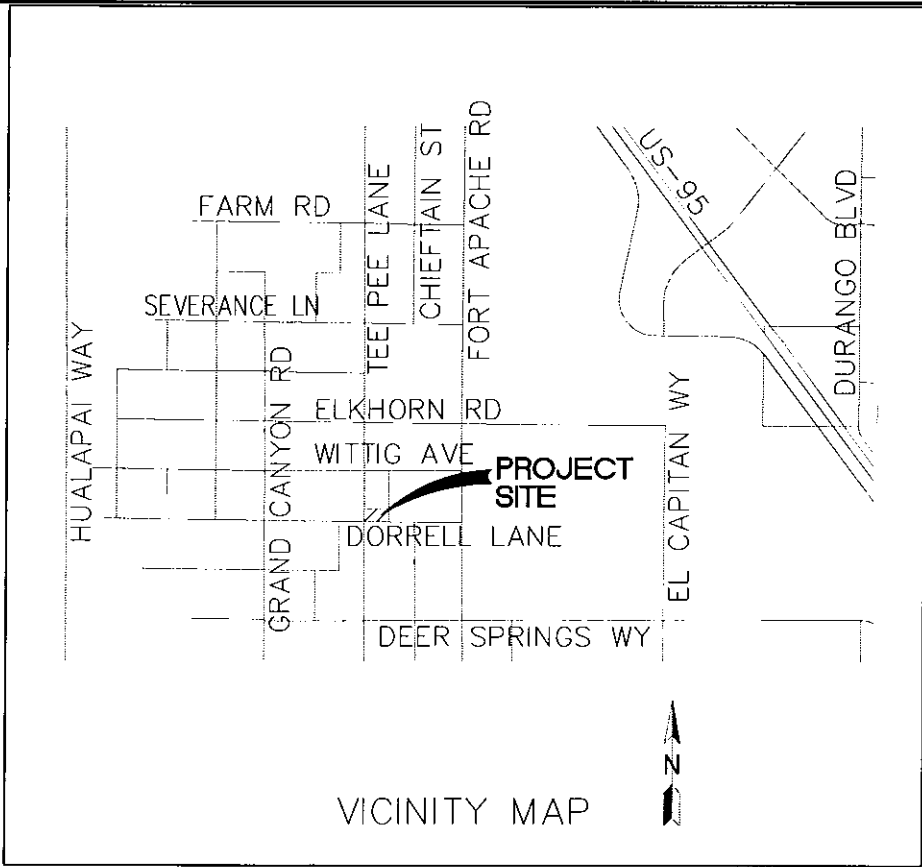 US-95
FARM RD
TEE PEE LANE
CHIEFTAIN ST
FORT APACHE RD
DURANGO BLVD
SEVERANCE LN
HUALAPAI WAY
GRAND CANYON RD
ELKHORN RD
EL CAPITAN WY
WITTIG AVE
PROJECT
SITE
DORRELL LANE
DEER SPRINGS WY
N
VICINITY MAP